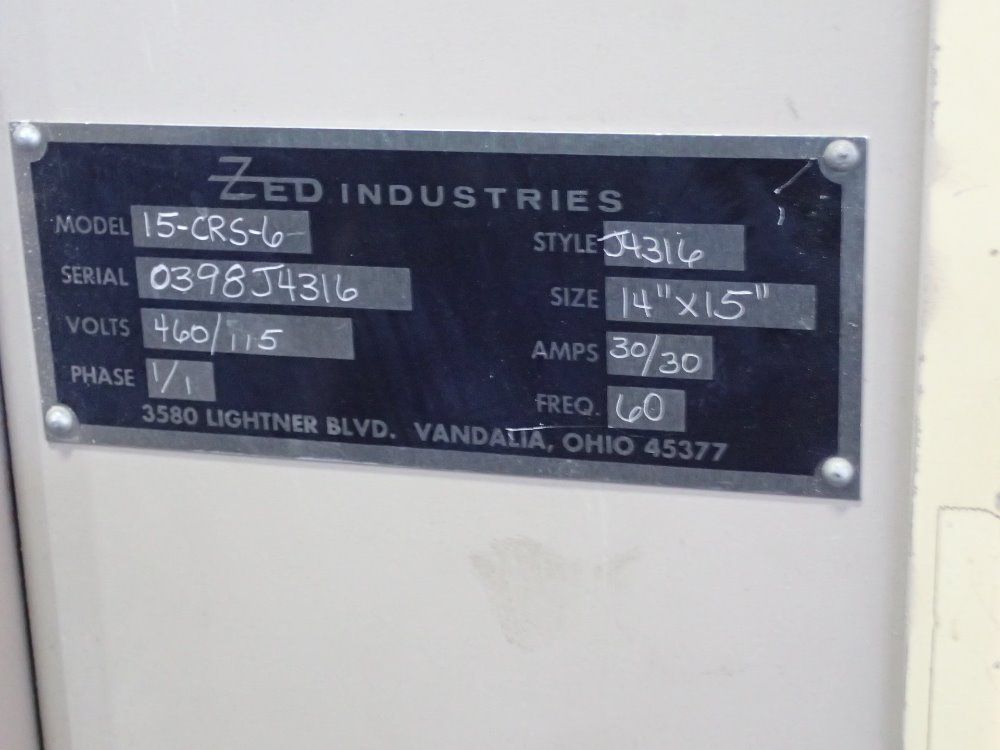 ZED INDUSTRIES
MODEL 15-CRS-6 STYLE J4316
SERIAL 0398J4316 SIZE 14"x15"
VOLTS 460/115 AMPS 30/30
PHASE 1/1 FREQ. 60
3580 LIGHTNER BLVD. VANDALIA, OHIO 45377